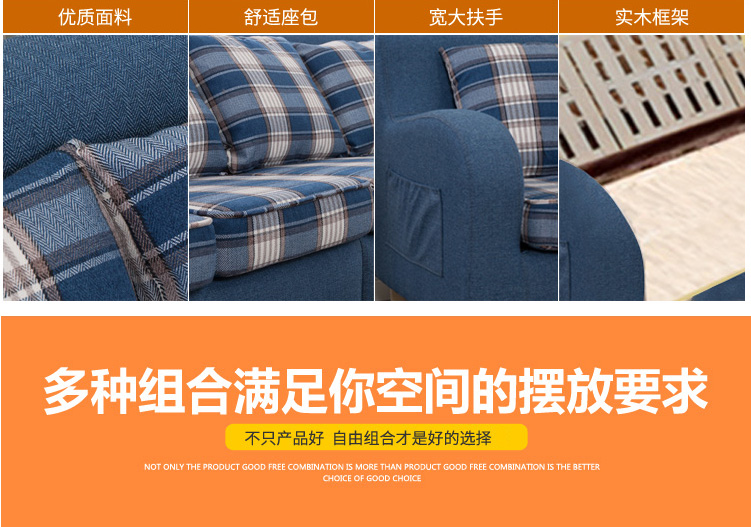 优质面料 舒适座包 宽大扶手 实木框架
多种组合满足你空间的摆放要求
不只产品好 自由组合才是好的选择
NOT ONLY THE PRODUCT GOOD FREE COMBINATION IS MORE THAN PRODUCT GOOD FREE COMBINATION IS THE BETTER
CHOICE OF GOOD CHOICE